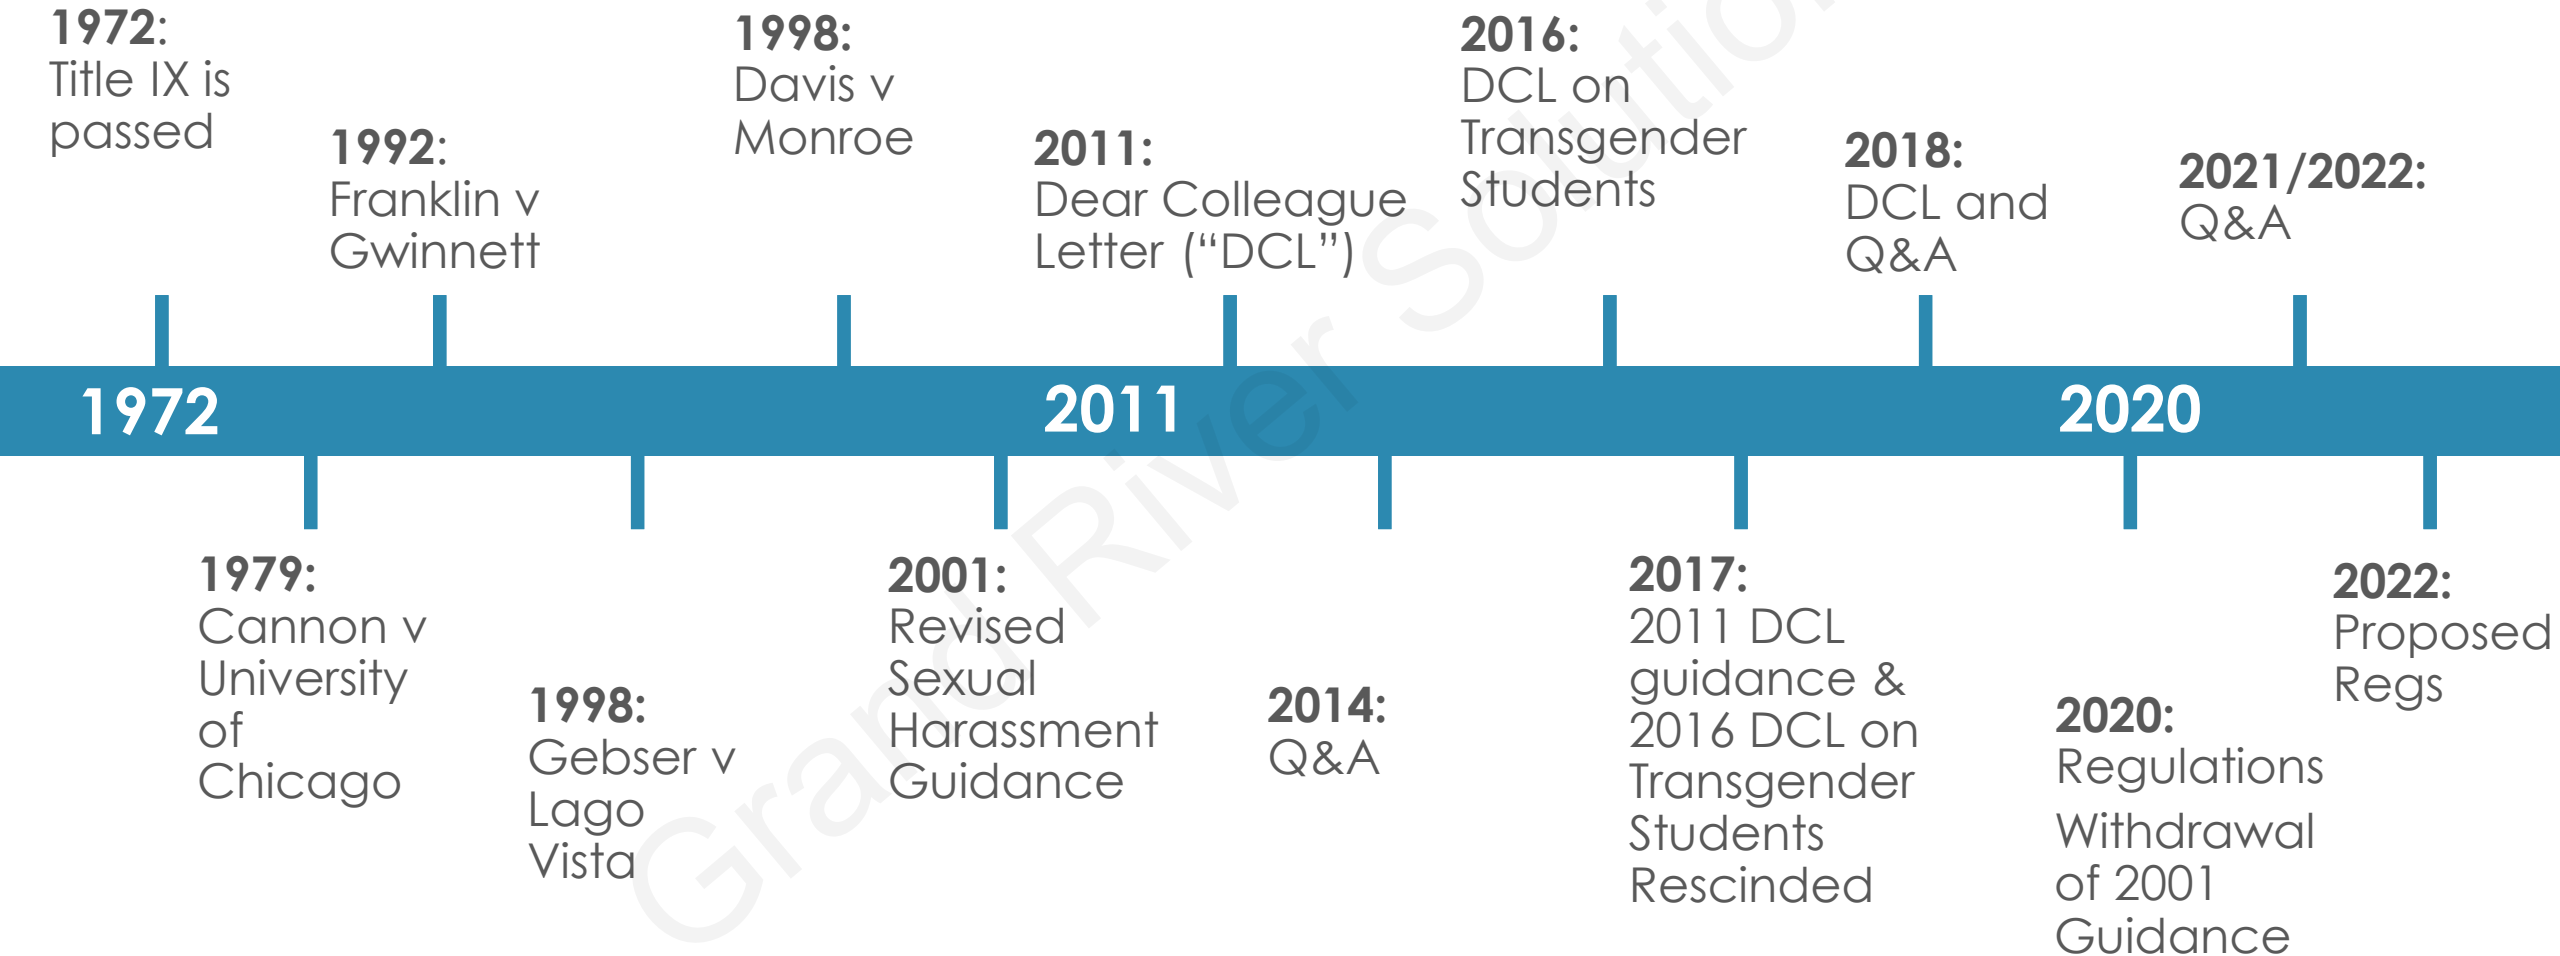 1972:
Title IX is
passed
1992:
Franklin v
Gwinnett
1998:
Davis v
Monroe
2011:
Dear Colleague
Letter (“DCL”)
2016:
DCL on
Transgender
Students
2018:
DCL and
Q&A
2021/2022:
Q&A
1972
2011
2020
1979:
Cannon v
University
of
Chicago
1998:
Gebser v
Lago
Vista
2001:
Revised
Sexual
Harassment
Guidance
2014:
Q&A
2017:
2011 DCL
guidance &
2016 DCL on
Transgender
Students
Rescinded
2020:
Regulations
Withdrawal
of 2001
Guidance
2022:
Proposed
Regs
Grand River